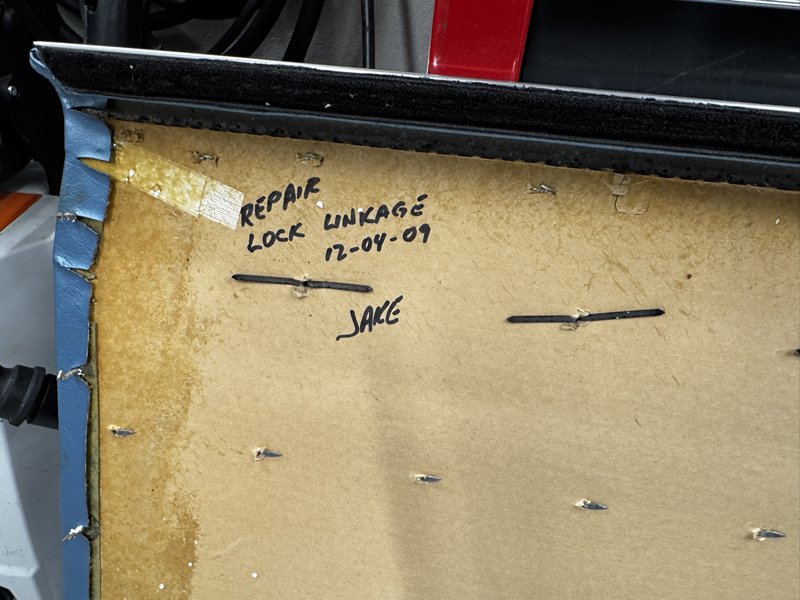 REPAIR
LOCK LINKAGE
12-04-09
JAKE